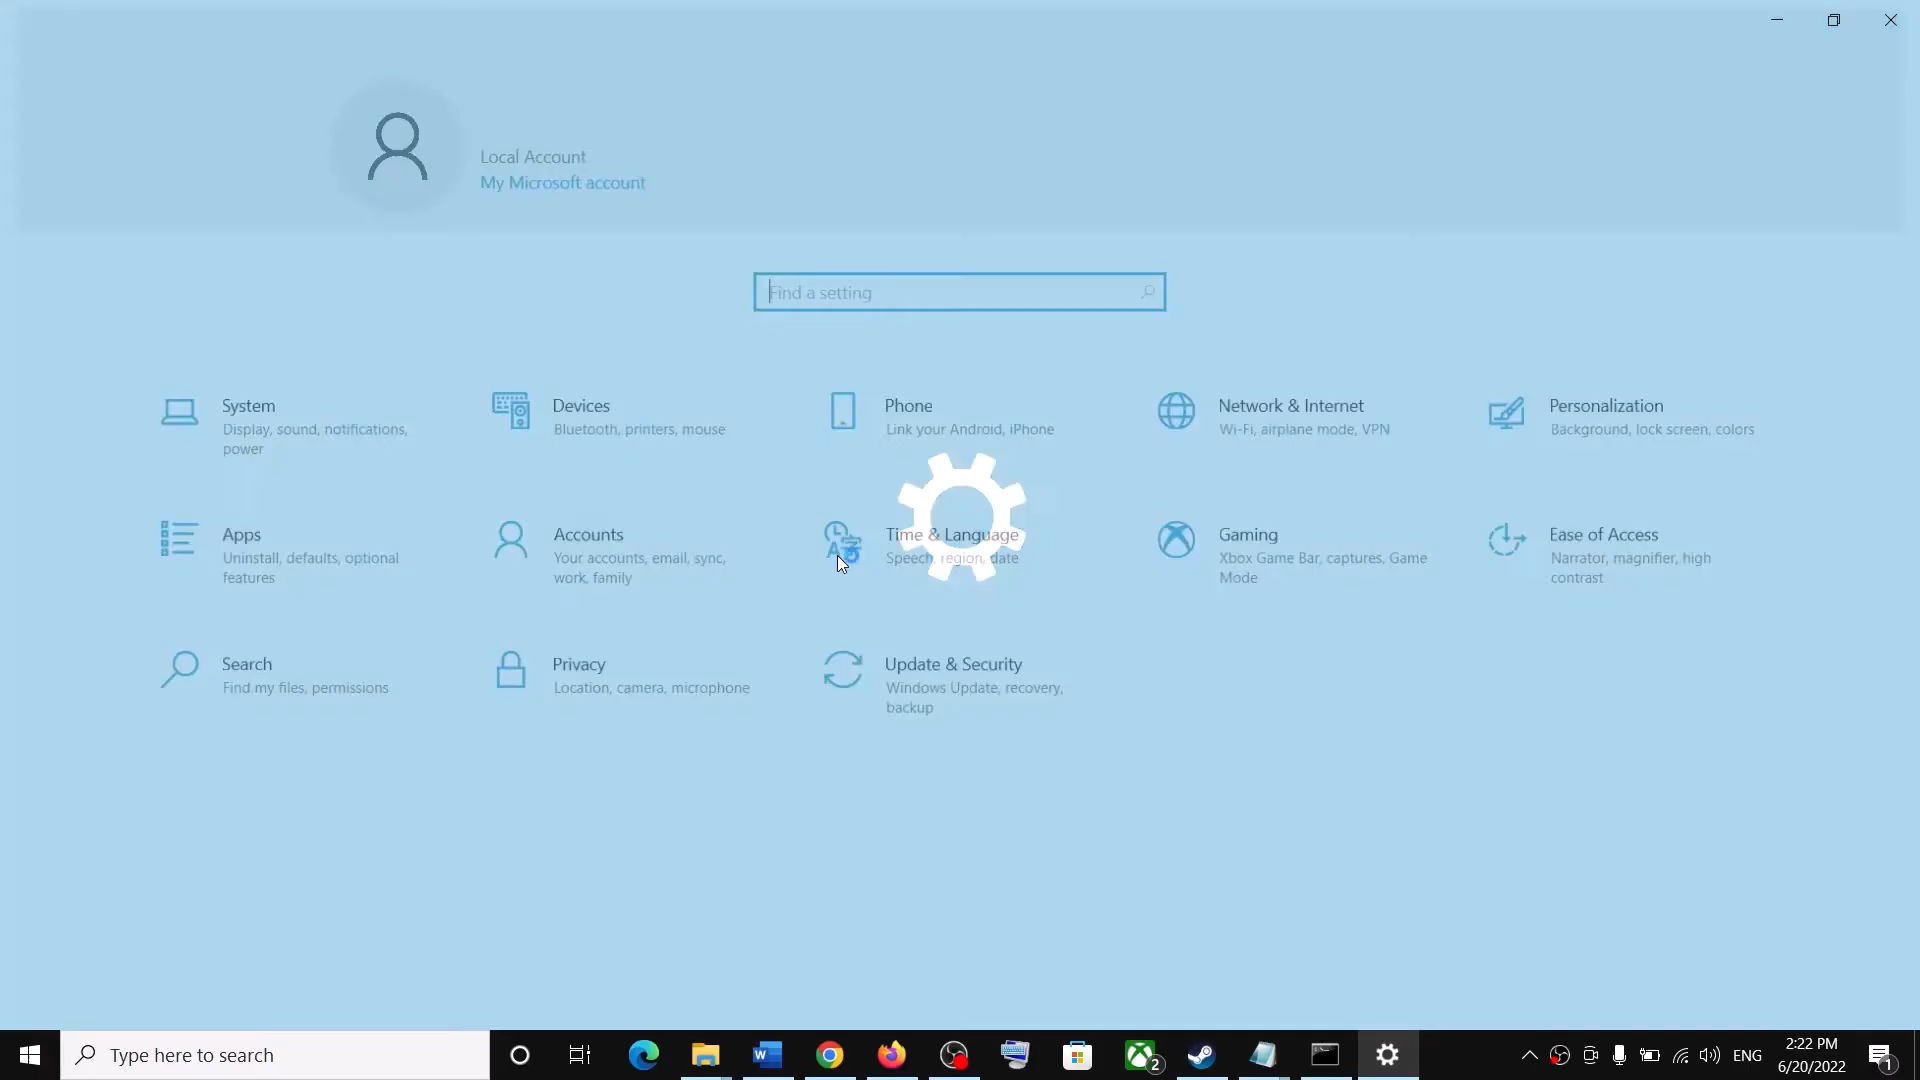 Local Account
My Microsoft account
Find a setting
System
Display, sound, notifications,
power
Devices
Bluetooth, printers, mouse
Phone
Link your Android, iPhone
Network & Internet
Wi-Fi, airplane mode, VPN
Personalization
Background, lock screen, colors
Apps
Uninstall, defaults, optional
features
Accounts
Your accounts, email, sync,
work, family
Time & Language
Speech, region, date
Gaming
Xbox Game Bar, captures, Game
Mode
Ease of Access
Narrator, magnifier, high
contrast
Search
Find my files, permissions
Privacy
Location, camera, microphone
Update & Security
Windows Update, recovery,
backup
Type here to search
W
2
ENG
2:22 PM
6/20/2022
1